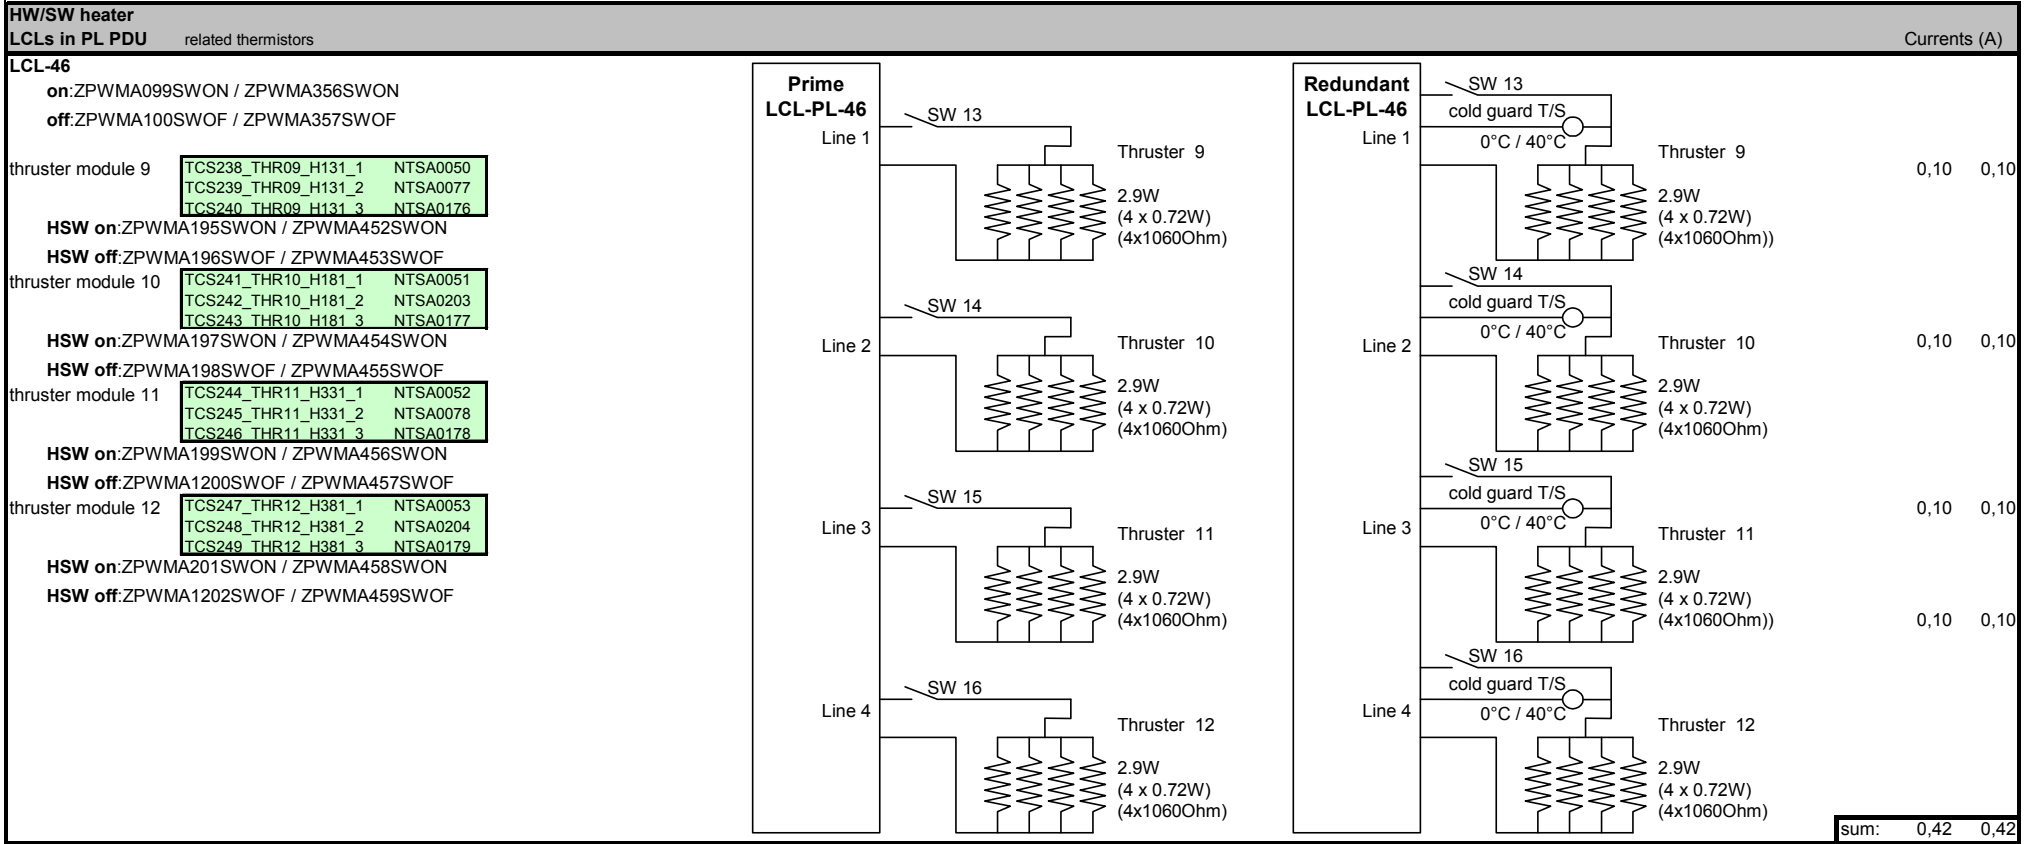 HW/SW heater
LCLs in PL PDU related thermistors Currents (A)
LCL-46
on:ZPWMA099SWON / ZPWMA356SWON
off:ZPWMA100SWOF / ZPWMA357SWOF
thruster module 9
TCS238_THR09_H131_1 NTSA0050
TCS239_THR09_H131_2 NTSA0077
TCS240_THR09_H131_3 NTSA0176
HSW on:ZPWMA195SWON / ZPWMA452SWON
HSW off:ZPWMA196SWOF / ZPWMA453SWOF
thruster module 10
TCS241_THR10_H181_1 NTSA0051
TCS242_THR10_H181_2 NTSA0203
TCS243_THR10_H181_3 NTSA0177
HSW on:ZPWMA197SWON / ZPWMA454SWON
HSW off:ZPWMA198SWOF / ZPWMA455SWOF
thruster module 11
TCS244_THR11_H331_1 NTSA0052
TCS245_THR11_H331_2 NTSA0078
TCS246_THR11_H331_3 NTSA0178
HSW on:ZPWMA199SWON / ZPWMA456SWON
HSW off:ZPWMA1200SWOF / ZPWMA457SWOF
thruster module 12
TCS247_THR12_H381_1 NTSA0053
TCS248_THR12_H381_2 NTSA0204
TCS249_THR12_H381_3 NTSA0179
HSW on:ZPWMA201SWON / ZPWMA458SWON
HSW off:ZPWMA1202SWOF / ZPWMA459SWOF
Prime
LCL-PL-46
Line 1
SW 13
Thruster 9
2.9W
(4 x 0.72W)
(4x1060Ohm)
SW 14
Line 2
Thruster 10
2.9W
(4 x 0.72W)
(4x1060Ohm)
SW 15
Line 3
Thruster 11
2.9W
(4 x 0.72W)
(4x1060Ohm)
SW 16
Line 4
Thruster 12
2.9W
(4 x 0.72W)
(4x1060Ohm)
Redundant
LCL-PL-46
Line 1
SW 13
cold guard T/S
0°C / 40°C
Thruster 9
2.9W
(4 x 0.72W)
(4x1060Ohm))
SW 14
cold guard T/S
0°C / 40°C
Line 2
Thruster 10
2.9W
(4 x 0.72W)
(4x1060Ohm)
SW 15
cold guard T/S
0°C / 40°C
Line 3
Thruster 11
2.9W
(4 x 0.72W)
(4x1060Ohm))
SW 16
cold guard T/S
0°C / 40°C
Line 4
Thruster 12
2.9W
(4 x 0.72W)
(4x1060Ohm)
0,10 0,10
0,10 0,10
0,10 0,10
0,10 0,10
sum: 0,42 0,42